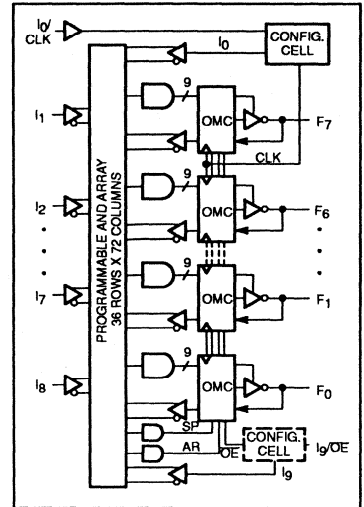 I0/
CLK
I0
CONFIG.
CELL
9
OMC
F7
I1
CLK
9
OMC
F6
I2
PROGRAMMABLE AND ARRAY
36 ROWS X 72 COLUMNS
9
OMC
F1
I7
9
OMC
F0
I8
SP
AR
OE
CONFIG.
CELL
I9/OE
I9